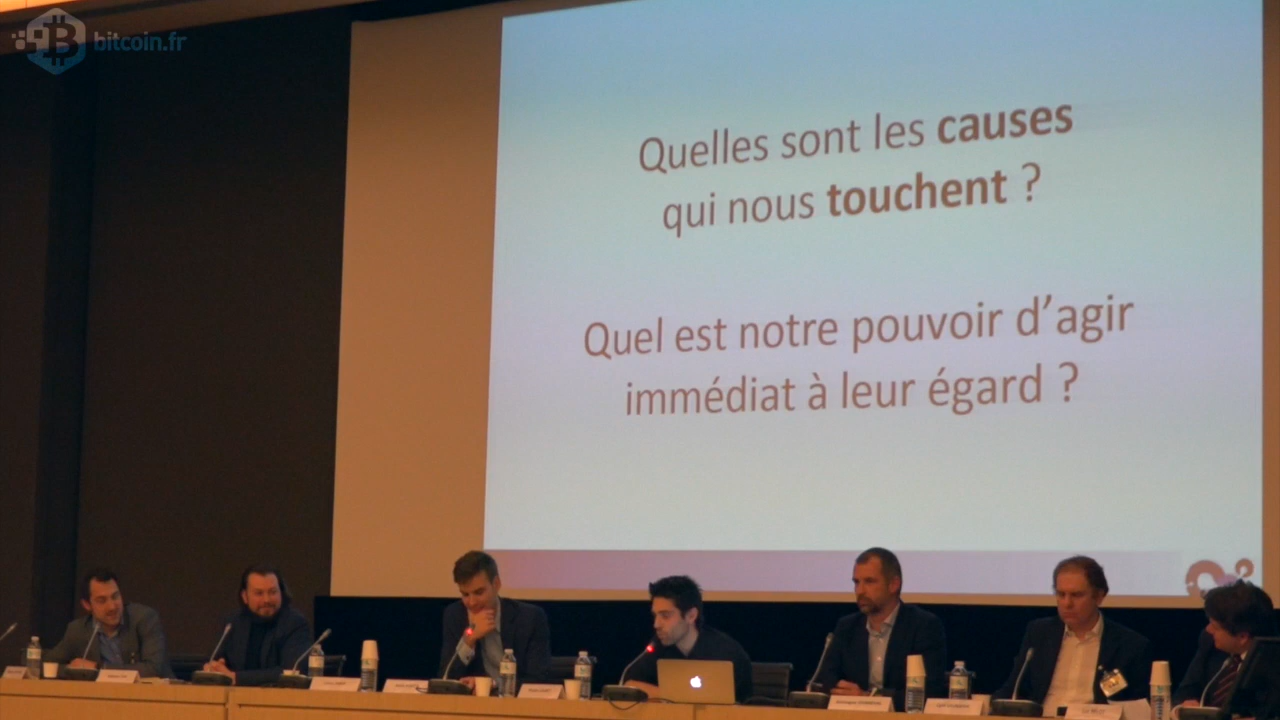 bitcoin.fr
Quelles sont les causes
qui nous touchent ?
Quel est notre pouvoir d'agir
immédiat à leur égard ?